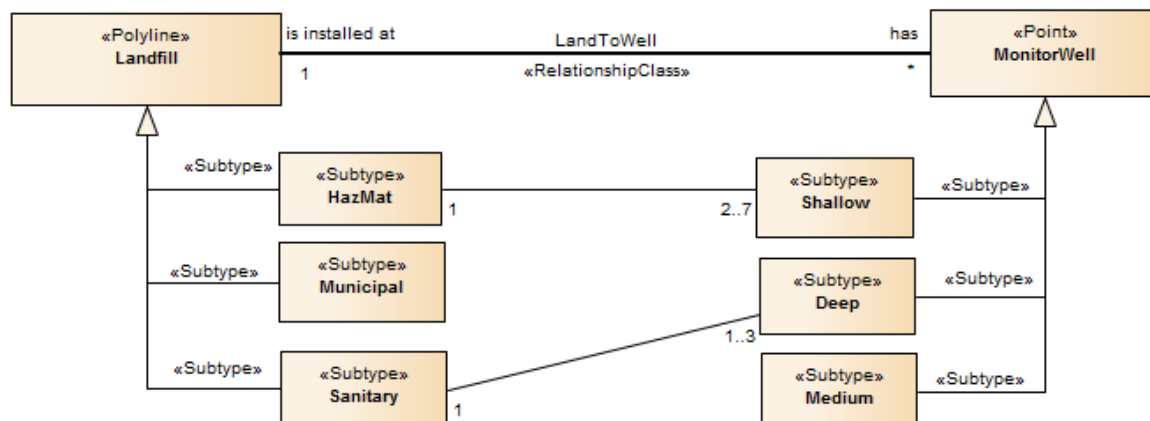 «Polyline»
Landfill
is installed at
1
LandToWell
«RelationshipClass»
has
*
«Point»
MonitorWell
«Subtype»
«Subtype»
HazMat
1
2..7
«Subtype»
Shallow
«Subtype»
«Subtype»
«Subtype»
Municipal
«Subtype»
Deep
1..3
«Subtype»
«Subtype»
«Subtype»
Sanitary
1
«Subtype»
Medium
«Subtype»